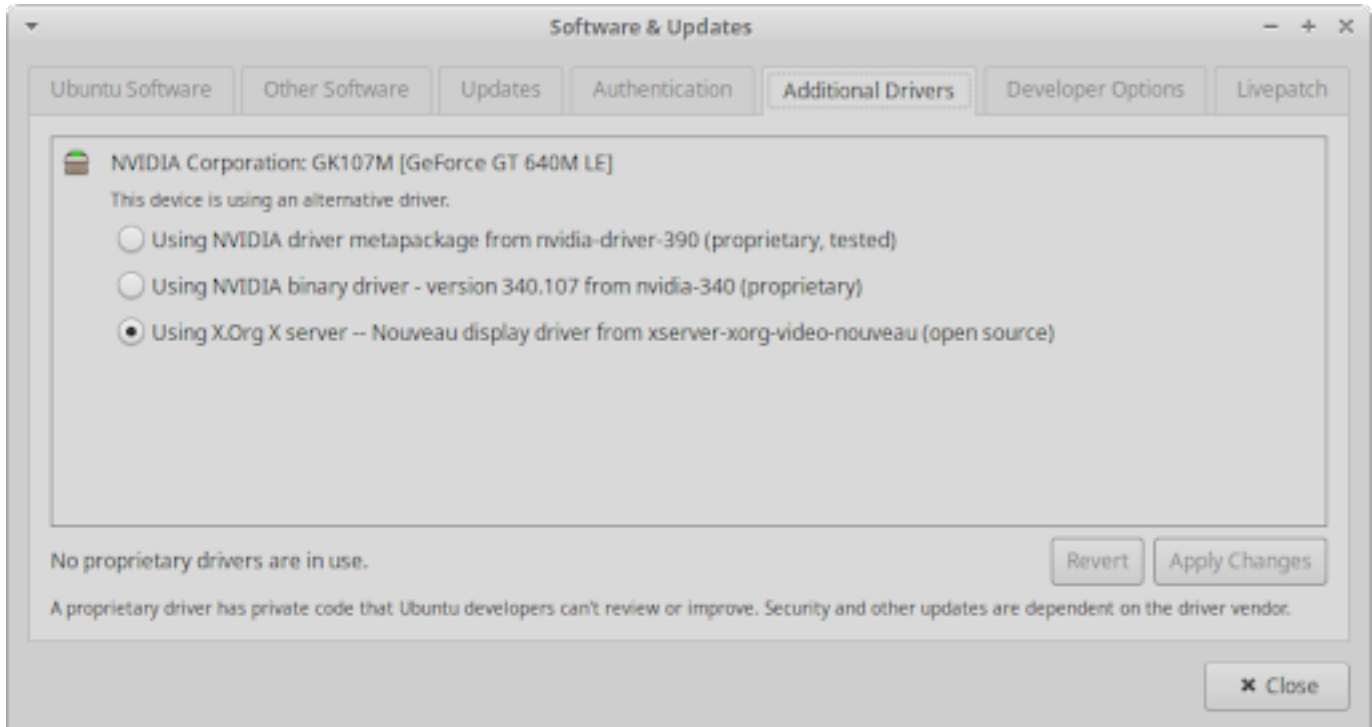 Software & Updates
Ubuntu Software
Other Software
Updates
Authentication
Additional Drivers
Developer Options
Livepatch
NVIDIA Corporation: GK107M [GeForce GT 640M LE]
This device is using an alternative driver.
Using NVIDIA driver metapackage from nvidia-driver-390 (proprietary, tested)
Using NVIDIA binary driver - version 340.107 from nvidia-340 (proprietary)
Using X.Org X server -- Nouveau display driver from xserver-xorg-video-nouveau (open source)
No proprietary drivers are in use.
Revert
Apply Changes
A proprietary driver has private code that Ubuntu developers can't review or improve. Security and other updates are dependent on the driver vendor.
Close